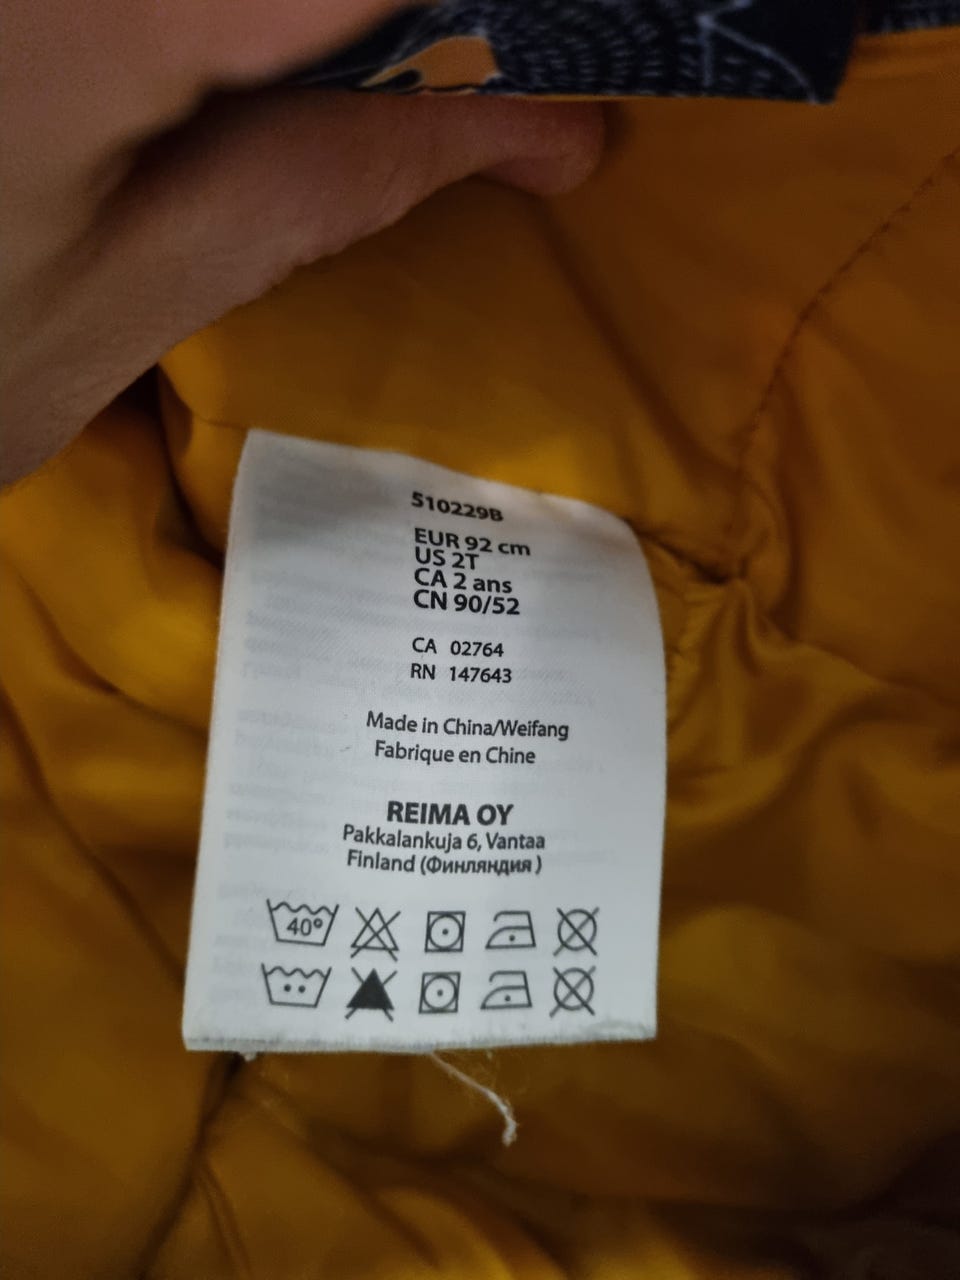 510229B
EUR 92 cm
US 2T
CA 2 ans
CN 90/52
CA 02764
RN 147643
Made in China/Weifang
Fabrique en Chine
REIMA OY
Pakkalankuja 6, Vantaa
Finland (Финляндия)
40°